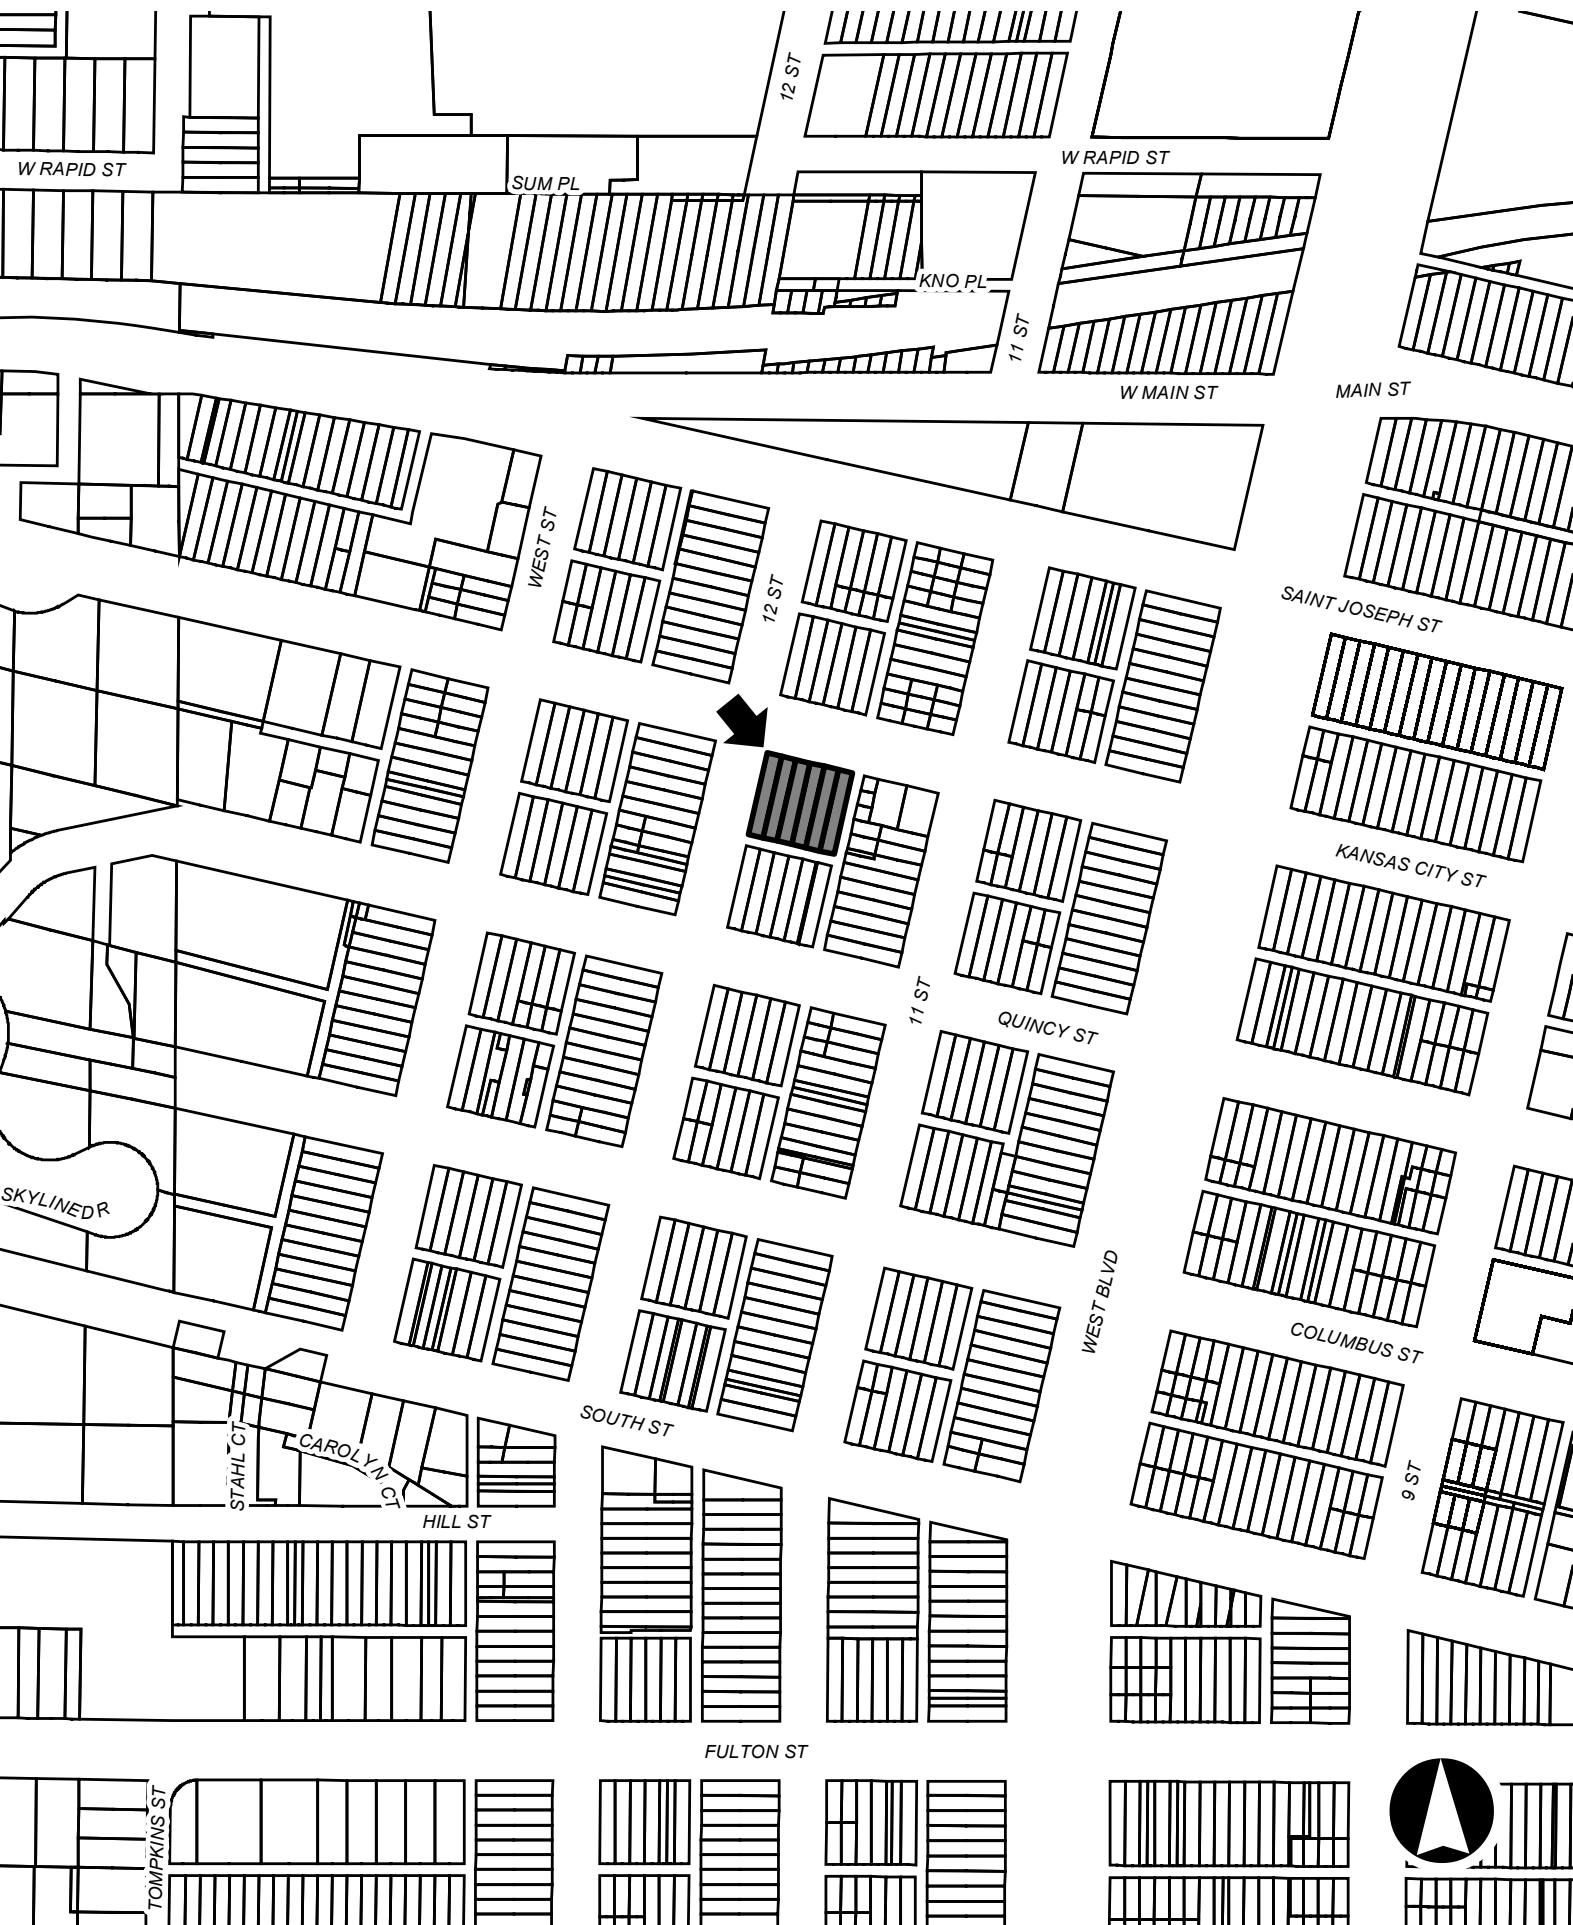 12 ST
W RAPID ST
W RAPID ST
SUM PL
KNO PL
11 ST
W MAIN ST
MAIN ST
WEST ST
12 ST
SAINT JOSEPH ST
KANSAS CITY ST
11 ST
QUINCY ST
SKYLINEDR
WEST BLVD
COLUMBUS ST
SOUTH ST
STAHL CT
CAROLYN CT
9 ST
HILL ST
FULTON ST
TOMPKINS ST